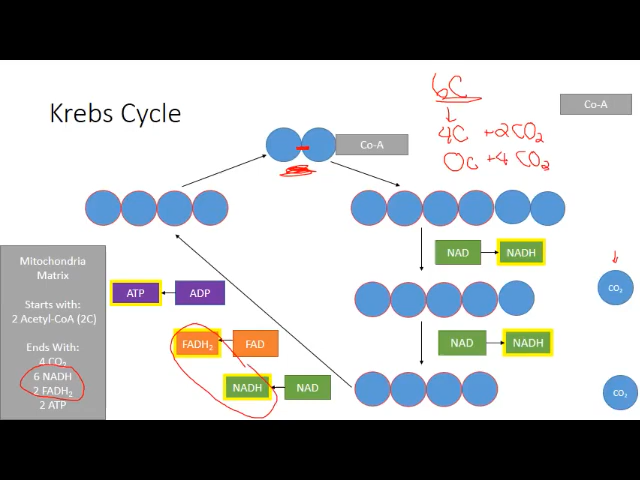 Krebs Cycle
6C
4C +2CO2
0C +4 CO2
Co-A
Co-A
NAD
NADH
Mitochondria
Matrix
Starts with:
2 Acetyl-CoA (2C)
Ends With:
4 CO2
6 NADH
2 FADH2
2 ATP
ATP
ADP
CO2
FADH2
FAD
NAD
NADH
NADH
NAD
CO2